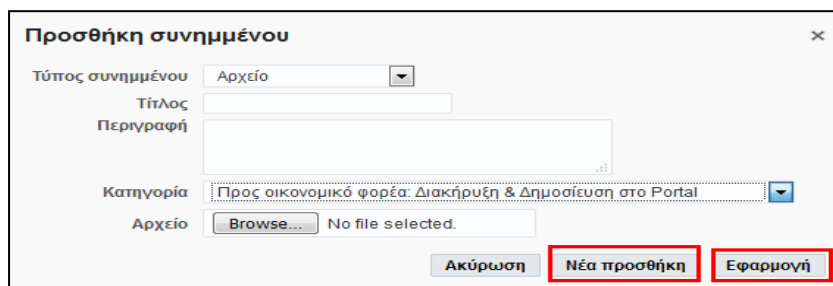 Προσθήκη συνημμένου ×
Τύπος συνημμένου Αρχείο
Τίτλος
Περιγραφή
Κατηγορία Προς οικονομικό φορέα: Διακήρυξη & Δημοσίευση στο Portal
Αρχείο Browse... No file selected.
Ακύρωση Νέα προσθήκη Εφαρμογή